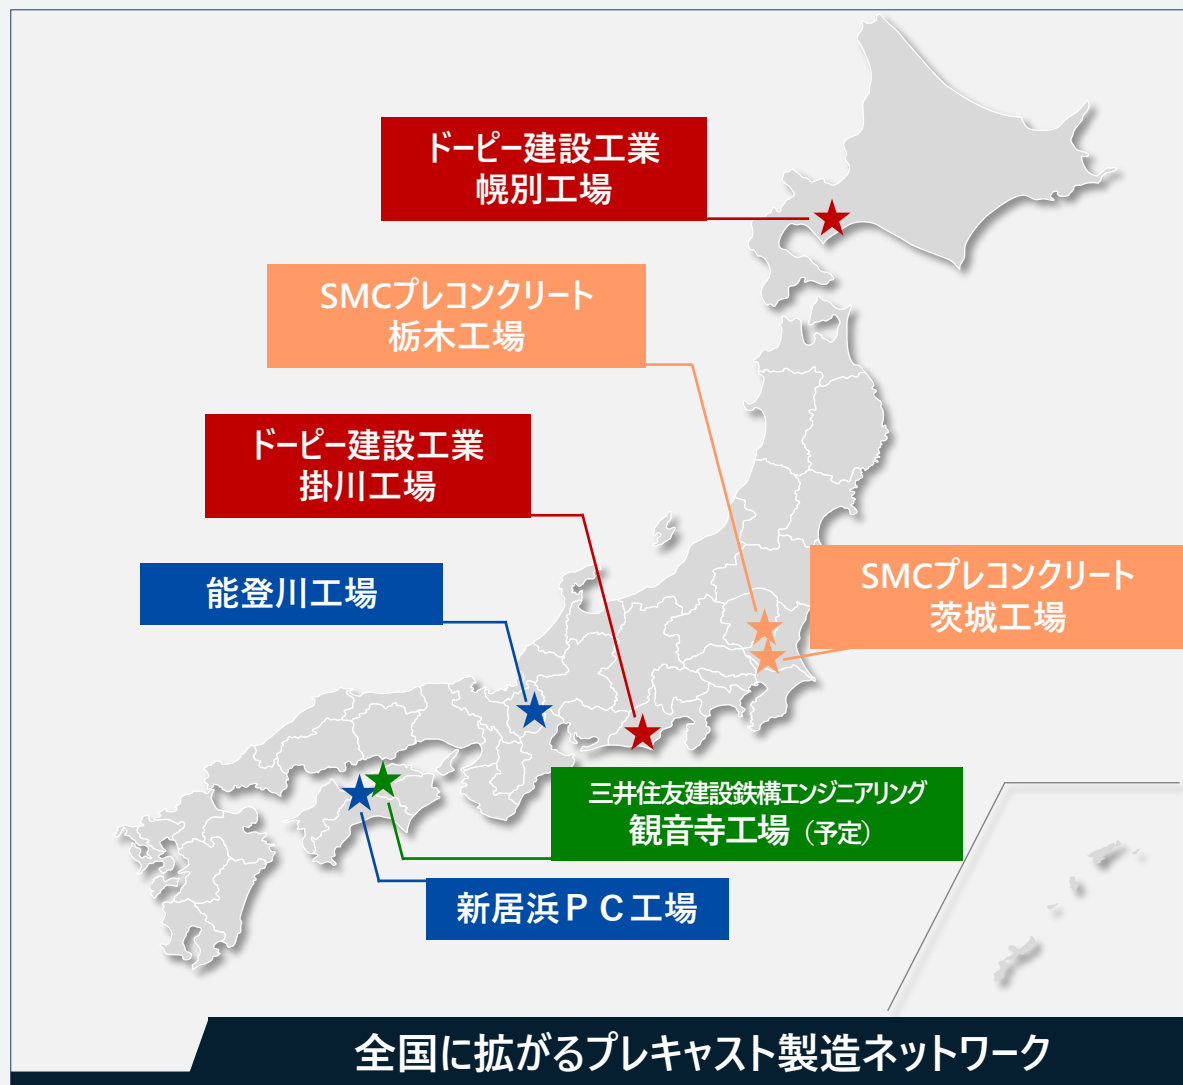 ドーピー建設工業
幌別工場
SMCプレコンクリート
栃木工場
ドーピー建設工業
掛川工場
能登川工場
SMCプレコンクリート
茨城工場
三井住友建設鉄構エンジニアリング
観音寺工場（予定）
新居浜ＰＣ工場
全国に拡がるプレキャスト製造ネットワーク